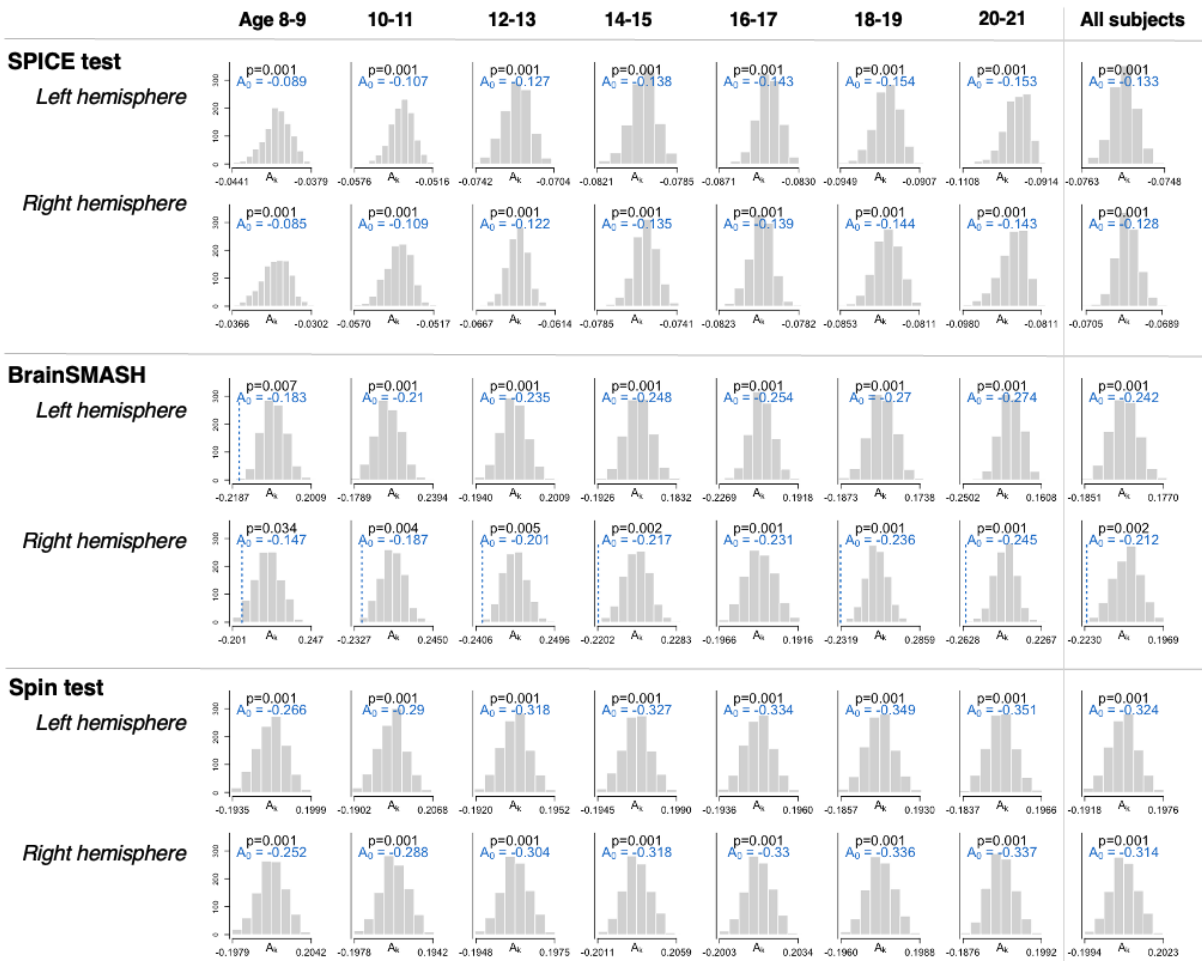 Age 8-9 10-11 12-13 14-15 16-17 18-19 20-21 All subjects
SPICE test
Left hemisphere
p=0.001 p=0.001 p=0.001 p=0.001 p=0.001 p=0.001 p=0.001 p=0.001
A0 = -0.089 A0 = -0.107 A0 = -0.127 A0 = -0.138 A0 = -0.143 A0 = -0.154 A0 = -0.153 A0 = -0.133
300
200
100
0
-0.0441 Ak -0.0379 -0.0576 Ak -0.0516 -0.0742 Ak -0.0704 -0.0821 Ak -0.0785 -0.0871 Ak -0.0830 -0.0949 Ak -0.0907 -0.1108 Ak -0.0914 -0.0763 Ak -0.0748
Right hemisphere
p=0.001 p=0.001 p=0.001 p=0.001 p=0.001 p=0.001 p=0.001 p=0.001
A0 = -0.085 A0 = -0.109 A0 = -0.122 A0 = -0.135 A0 = -0.139 A0 = -0.144 A0 = -0.143 A0 = -0.128
300
200
100
0
-0.0366 Ak -0.0302 -0.0570 Ak -0.0517 -0.0667 Ak -0.0614 -0.0785 Ak -0.0741 -0.0823 Ak -0.0782 -0.0853 Ak -0.0811 -0.0980 Ak -0.0811 -0.0705 Ak -0.0689
BrainSMASH
Left hemisphere
p=0.007 p=0.001 p=0.001 p=0.001 p=0.001 p=0.001 p=0.001 p=0.001
A0 = -0.183 A0 = -0.21 A0 = -0.235 A0 = -0.248 A0 = -0.254 A0 = -0.27 A0 = -0.274 A0 = -0.242
300
200
100
0
-0.2187 Ak 0.2009 -0.1789 Ak 0.2394 -0.1940 Ak 0.2009 -0.1926 Ak 0.1832 -0.2269 Ak 0.1918 -0.1873 Ak 0.1738 -0.2502 Ak 0.1608 -0.1851 Ak 0.1770
Right hemisphere
p=0.034 p=0.004 p=0.005 p=0.002 p=0.001 p=0.001 p=0.001 p=0.002
A0 = -0.147 A0 = -0.187 A0 = -0.201 A0 = -0.217 A0 = -0.231 A0 = -0.236 A0 = -0.245 A0 = -0.212
300
200
100
0
-0.201 Ak 0.247 -0.2327 Ak 0.2450 -0.2406 Ak 0.2496 -0.2202 Ak 0.2283 -0.1966 Ak 0.1916 -0.2319 Ak 0.2859 -0.2628 Ak 0.2267 -0.2230 Ak 0.1969
Spin test
Left hemisphere
p=0.001 p=0.001 p=0.001 p=0.001 p=0.001 p=0.001 p=0.001 p=0.001
A0 = -0.266 A0 = -0.29 A0 = -0.318 A0 = -0.327 A0 = -0.334 A0 = -0.349 A0 = -0.351 A0 = -0.324
300
200
100
0
-0.1935 Ak 0.1999 -0.1902 Ak 0.2068 -0.1920 Ak 0.1952 -0.1945 Ak 0.1990 -0.1936 Ak 0.1960 -0.1857 Ak 0.1930 -0.1837 Ak 0.1966 -0.1918 Ak 0.1976
Right hemisphere
p=0.001 p=0.001 p=0.001 p=0.001 p=0.001 p=0.001 p=0.001 p=0.001
A0 = -0.252 A0 = -0.288 A0 = -0.304 A0 = -0.318 A0 = -0.33 A0 = -0.336 A0 = -0.337 A0 = -0.314
300
200
100
0
-0.1979 Ak 0.2042 -0.1978 Ak 0.1942 -0.1948 Ak 0.1975 -0.2011 Ak 0.2059 -0.2003 Ak 0.2034 -0.1960 Ak 0.1988 -0.1876 Ak 0.1992 -0.1994 Ak 0.2023